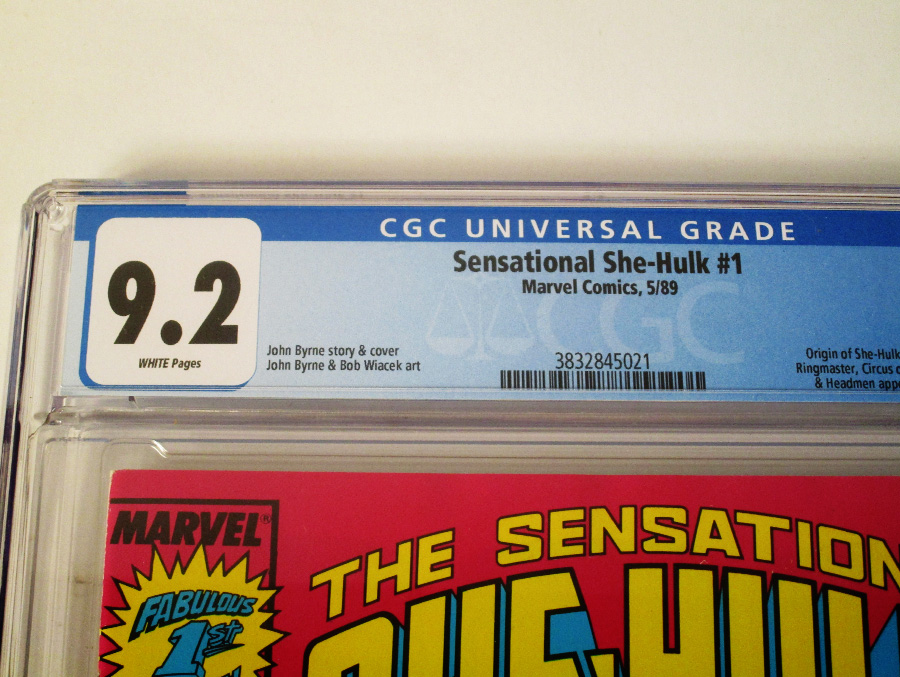 CGC UNIVERSAL GRADE
9.2
WHITE Pages
Sensational She-Hulk #1
Marvel Comics, 5/89
CGC
John Byrne story & cover
John Byrne & Bob Wiacek art
3832845021
Origin of She-Hulk
Ringmaster, Circus
& Headmen
MARVEL®
FABULOUS
1st
THE SENSATION
SHE-HUL